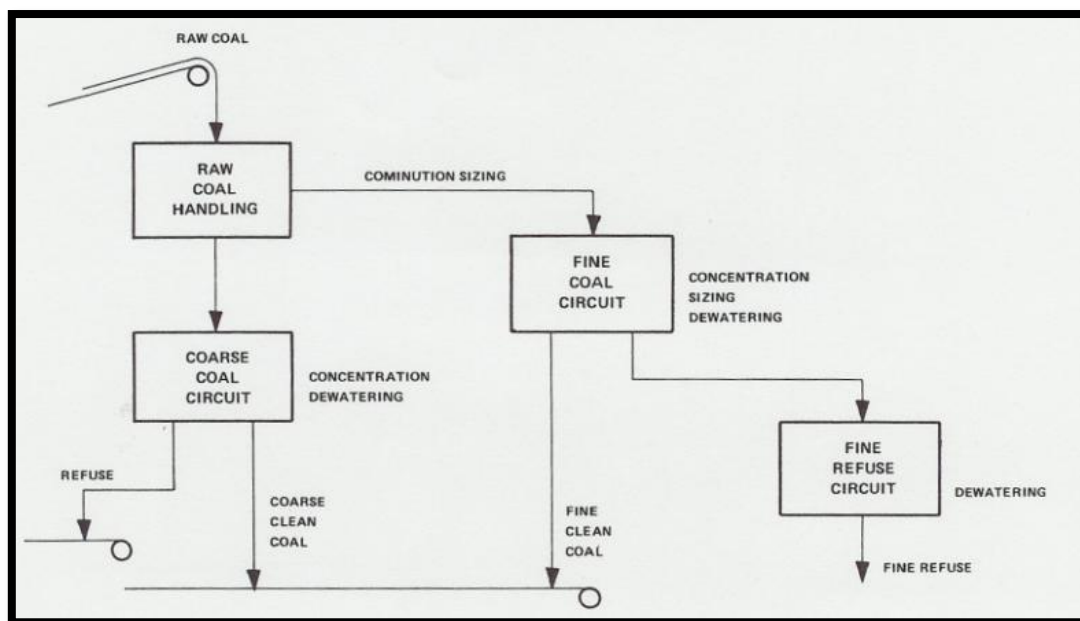 RAW COAL
RAW
COAL
HANDLING
COMINUTION SIZING
FINE
COAL
CIRCUIT
CONCENTRATION
SIZING
DEWATERING
COARSE
COAL
CIRCUIT
CONCENTRATION
DEWATERING
FINE
REFUSE
CIRCUIT
DEWATERING
REFUSE
COARSE
CLEAN
COAL
FINE
CLEAN
COAL
FINE REFUSE